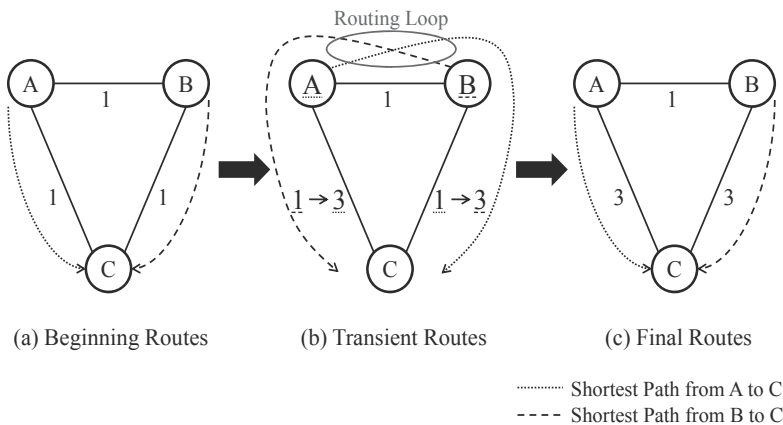 Routing Loop
A
B
1
1
1
C
A
B
1
1 → 3
1 → 3
C
A
B
1
3
3
C
(a) Beginning Routes
(b) Transient Routes
(c) Final Routes
Shortest Path from A to C
Shortest Path from B to C